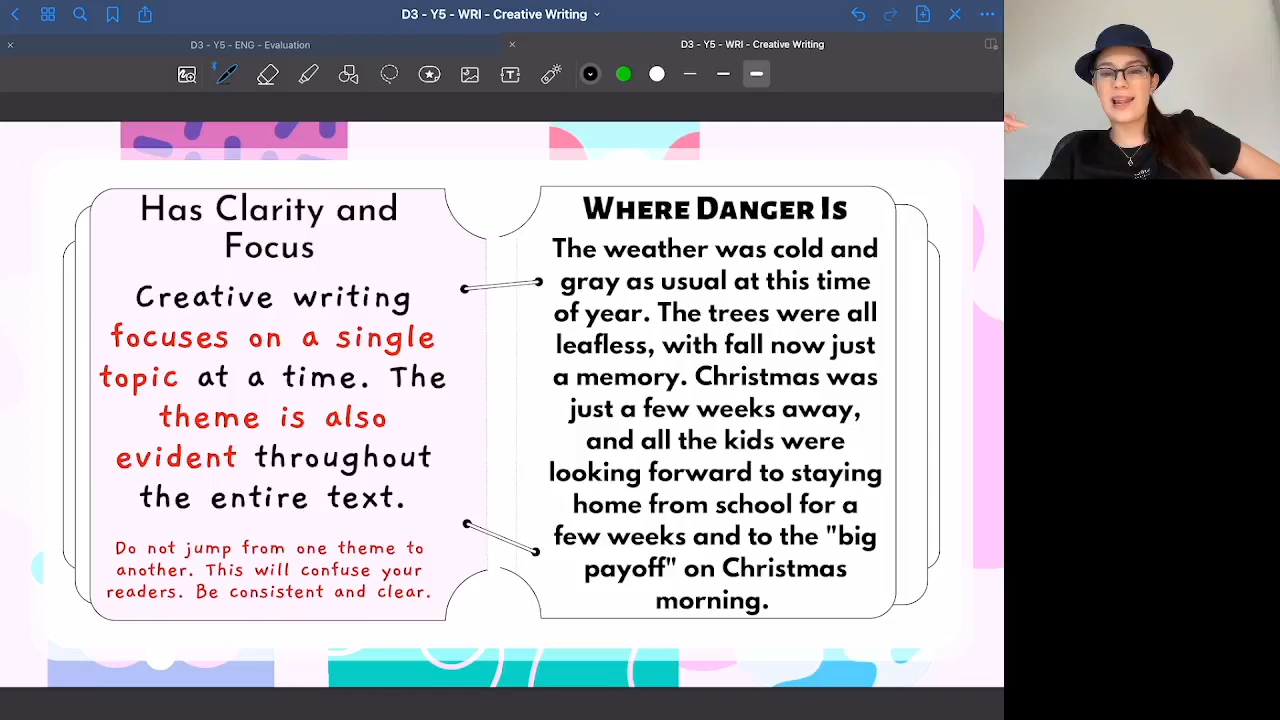 D3 - Y5 - WRI - Creative Writing
D3 - Y5 - ENG - Evaluation
D3 - Y5 - WRI - Creative Writing
Has Clarity and
Focus
Creative writing
focuses on a single
topic at a time. The
theme is also
evident throughout
the entire text.
Do not jump from one theme to
another. This will confuse your
readers. Be consistent and clear.
WHERE DANGER IS
The weather was cold and
gray as usual at this time
of year. The trees were all
leafless, with fall now just
a memory. Christmas was
just a few weeks away,
and all the kids were
looking forward to staying
home from school for a
few weeks and to the "big
payoff" on Christmas
morning.